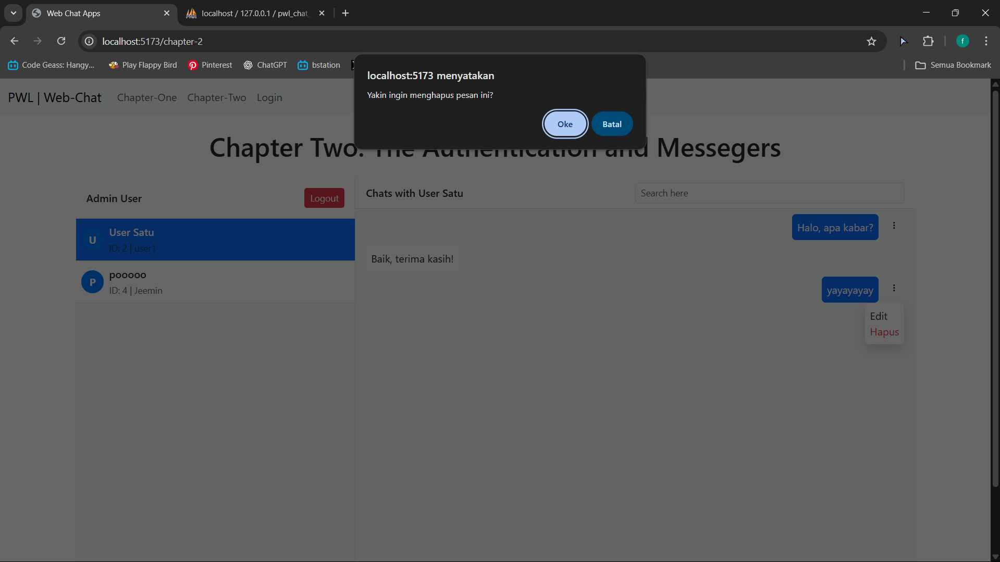 Web Chat Apps
localhost / 127.0.0.1 / pwl_chat_
localhost:5173/chapter-2
f
Code Geass: Hangy...
Play Flappy Bird
Pinterest
ChatGPT
bstation
Semua Bookmark
localhost:5173 menyatakan
Yakin ingin menghapus pesan ini?
Oke
Batal
PWL | Web-Chat
Chapter-One
Chapter-Two
Login
Chapter Two: The Authentication and Messegers
Admin User
Logout
Chats with User Satu
Search here
U
User Satu
ID: 2 | user1
P
pooooo
ID: 4 | Jeemin
Halo, apa kabar?
Baik, terima kasih!
yayayayay
Edit
Hapus